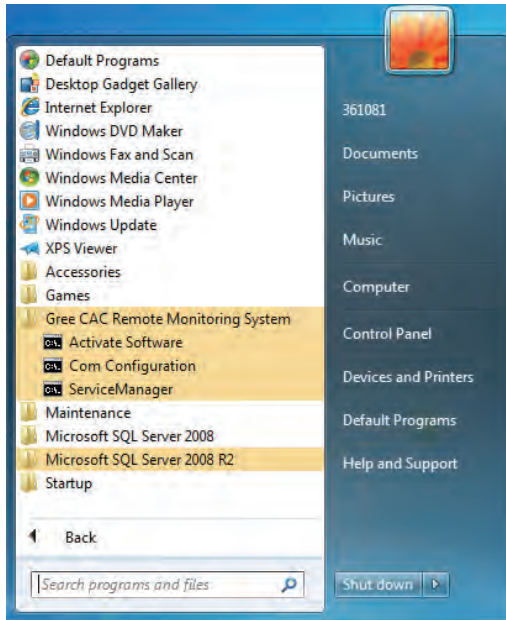 Default Programs
Desktop Gadget Gallery
Internet Explorer
Windows DVD Maker
Windows Fax and Scan
Windows Media Center
Windows Media Player
Windows Update
XPS Viewer
Accessories
Games
Gree CAC Remote Monitoring System
Activate Software
Com Configuration
ServiceManager
Maintenance
Microsoft SQL Server 2008
Microsoft SQL Server 2008 R2
Startup
Back
Search programs and files
361081
Documents
Pictures
Music
Computer
Control Panel
Devices and Printers
Default Programs
Help and Support
Shut down